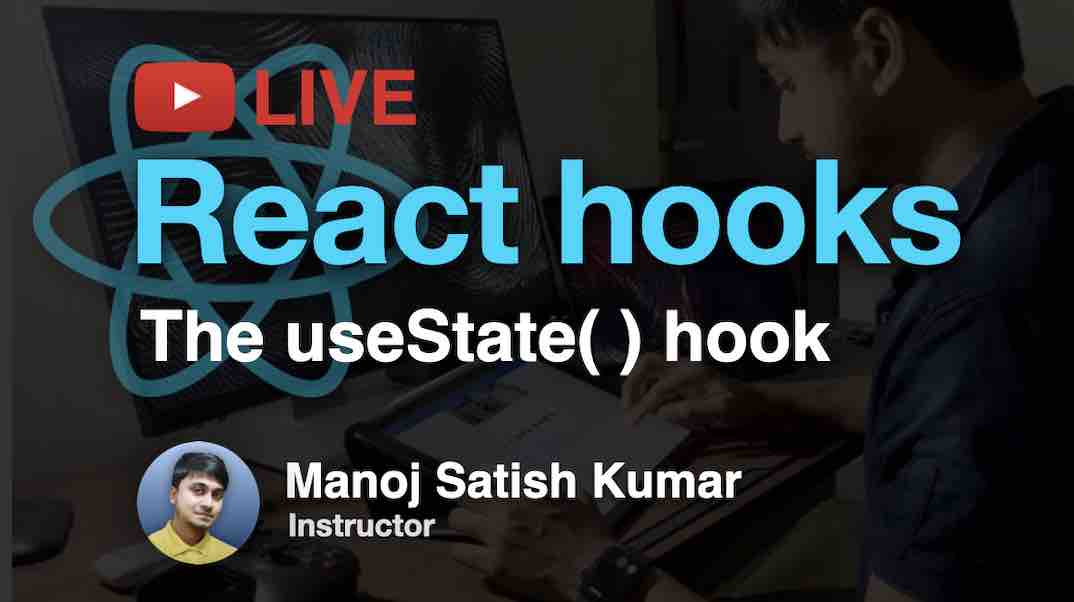 LIVE
React hooks
The useState( ) hook
Manoj Satish Kumar
Instructor